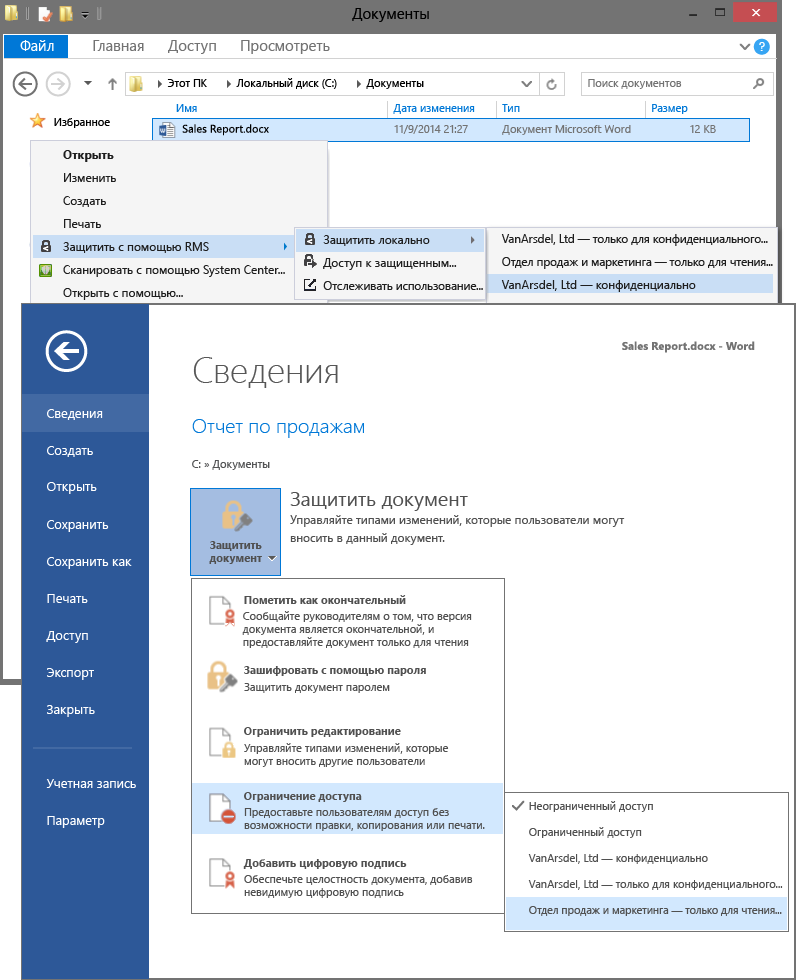 Документы
Файл
Главная
Доступ
Просмотреть
?
Этот ПК
Локальный диск (C:)
Документы
Поиск документов
Избранное
Имя
Дата изменения
Тип
Размер
Sales Report.docx
11/9/2014 21:27
Документ Microsoft Word
12 KB
Открыть
Изменить
Создать
Печать
Защитить с помощью RMS
Сканировать с помощью System Center...
Открыть с помощью...
Защитить локально
Доступ к защищенным...
Отслеживать использование...
VanArsdel, Ltd — только для конфиденциального...
Отдел продаж и маркетинга — только для чтения...
VanArsdel, Ltd — конфиденциально
Sales Report.docx - Word
Сведения
Создать
Открыть
Сохранить
Сохранить как
Печать
Доступ
Экспорт
Закрыть
Учетная запись
Параметр
Сведения
Отчет по продажам
C: » Документы
Защитить
документ
Защитить документ
Управляйте типами изменений, которые пользователи могут
вносить в данный документ.
Пометить как окончательный
Сообщайте руководителям о том, что версия
документа является окончательной, и
предоставляйте документ только для чтения
Зашифровать с помощью пароля
Защитить документ паролем
Ограничить редактирование
Управляйте типами изменений, которые
могут вносить другие пользователи
Ограничение доступа
Предоставьте пользователям доступ без
возможности правки, копирования или печати.
Добавить цифровую подпись
Обеспечьте целостность документа, добавив
невидимую цифровую подпись
Неограниченный доступ
Ограниченный доступ
VanArsdel, Ltd — конфиденциально
VanArsdel, Ltd — только для конфиденциального...
Отдел продаж и маркетинга — только для чтения...